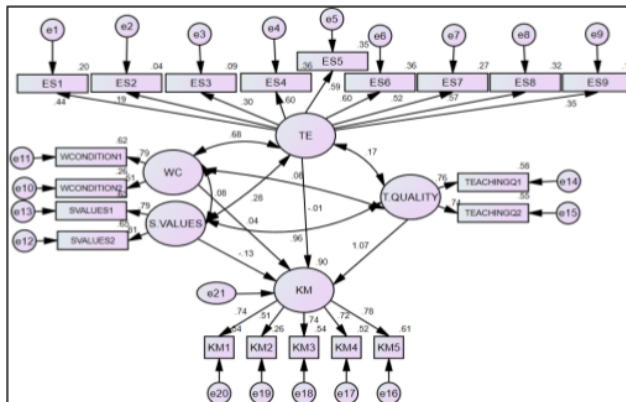 e1 e2 e3 e4 e5 e6 e7 e8 e9
.20 .04 .09 .36 .35 .36 .27 .32
ES1 ES2 ES3 ES4 ES5 ES6 ES7 ES8 ES9
.44 .19 .30 .60 .59 .60 .52 .57 .35
TE
.68 .17
e11 WCONDITION1 .62 .79
WC
e10 WCONDITION2 .26 .51
.08 .28 .06 -.01 .04
T.QUALITY
.76 TEACHINGQ1 .58 e14
.74 TEACHINGQ2 .55 e15
e13 SVALUES1 .79
S.VALUES
e12 SVALUES2
-.13 .96 1.07
.90
KM
e21
.74 .51 .74 .72 .78
KM1 .54 KM2 .26 KM3 .54 KM4 .52 KM5 .61
e20 e19 e18 e17 e16